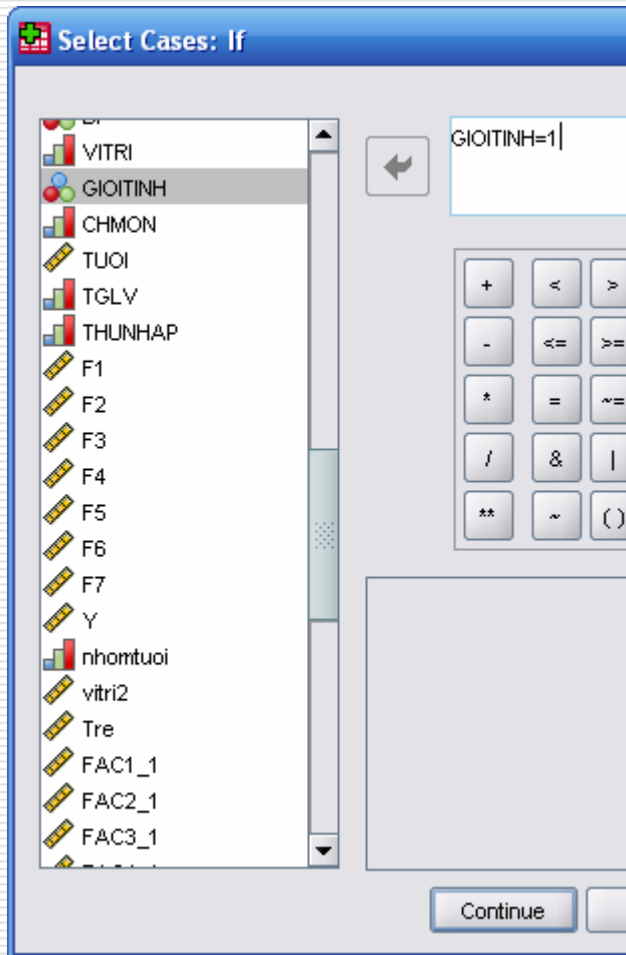 Select Cases: If
VITRI
GIOITINH
CHMON
TUOI
TGLV
THUNHAP
F1
F2
F3
F4
F5
F6
F7
Y
nhomtuoi
vitri2
Tre
FAC1_1
FAC2_1
FAC3_1
GIOITINH=1
+ < >
- <= >=
* = ~=
/ & |
** ~ ()
Continue